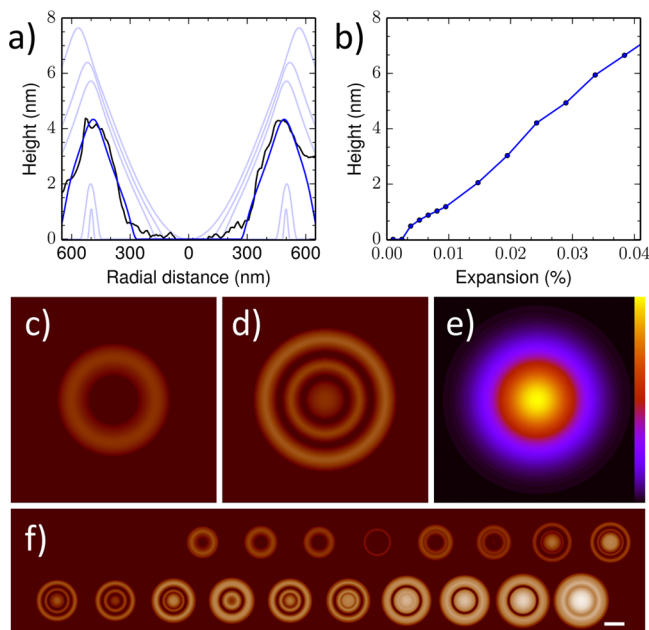 a)
b)
8
6
4
2
0
Height (nm)
600 300 0 300 600
Radial distance (nm)
8
6
4
2
0
Height (nm)
0.00 0.01 0.02 0.03 0.04
Expansion (%)
c)
d)
e)
f)